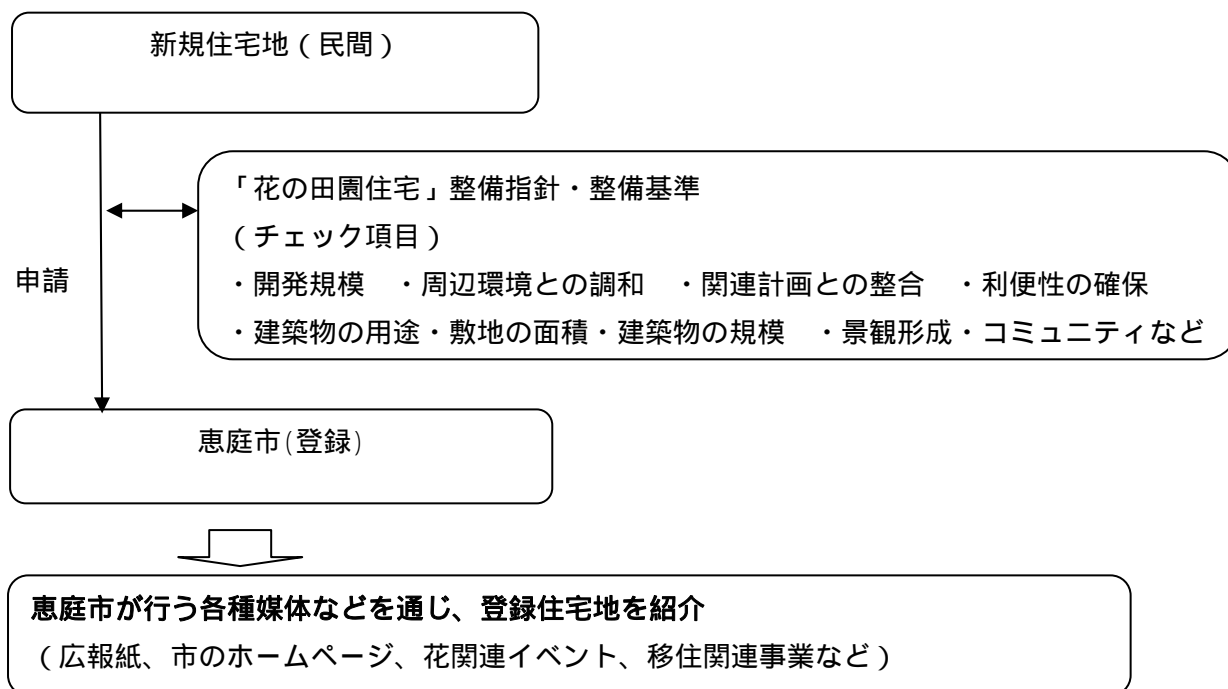 新規住宅地(民間)
「花の田園住宅」整備指針・整備基準
(チェック項目)
申請
・開発規模 ・周辺環境との調和 ・関連計画との整合 ・利便性の確保
・建築物の用途・敷地の面積・建築物の規模 ・景観形成・コミュニティなど
恵庭市(登録)
恵庭市が行う各種媒体などを通じ、登録住宅地を紹介
(広報紙、市のホームページ、花関連イベント、移住関連事業など)